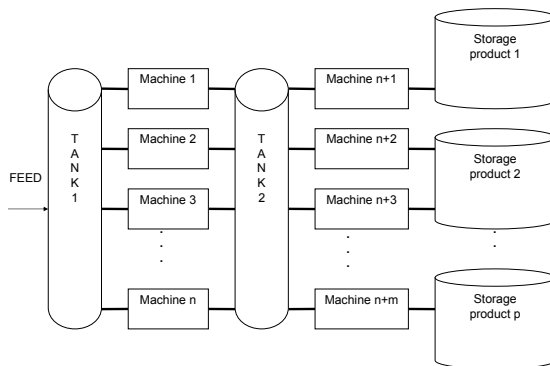 Storage
product 1
Machine 1
Machine n+1
T
A
N
K
1
T
A
N
K
2
Machine 2
Machine n+2
Storage
product 2
FEED
Machine 3
Machine n+3
.
.
.
.
.
.
.
.
.
Machine n
Machine n+m
Storage
product p